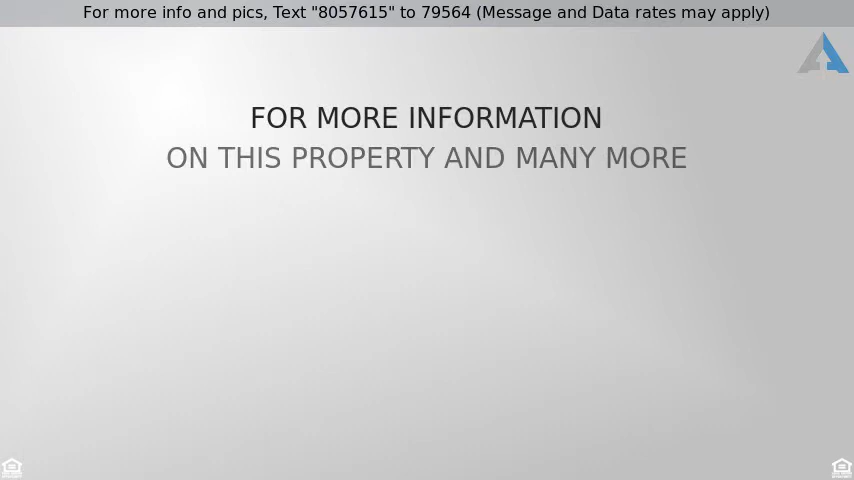 For more info and pics, Text "8057615" to 79564 (Message and Data rates may apply)
FOR MORE INFORMATION
ON THIS PROPERTY AND MANY MORE